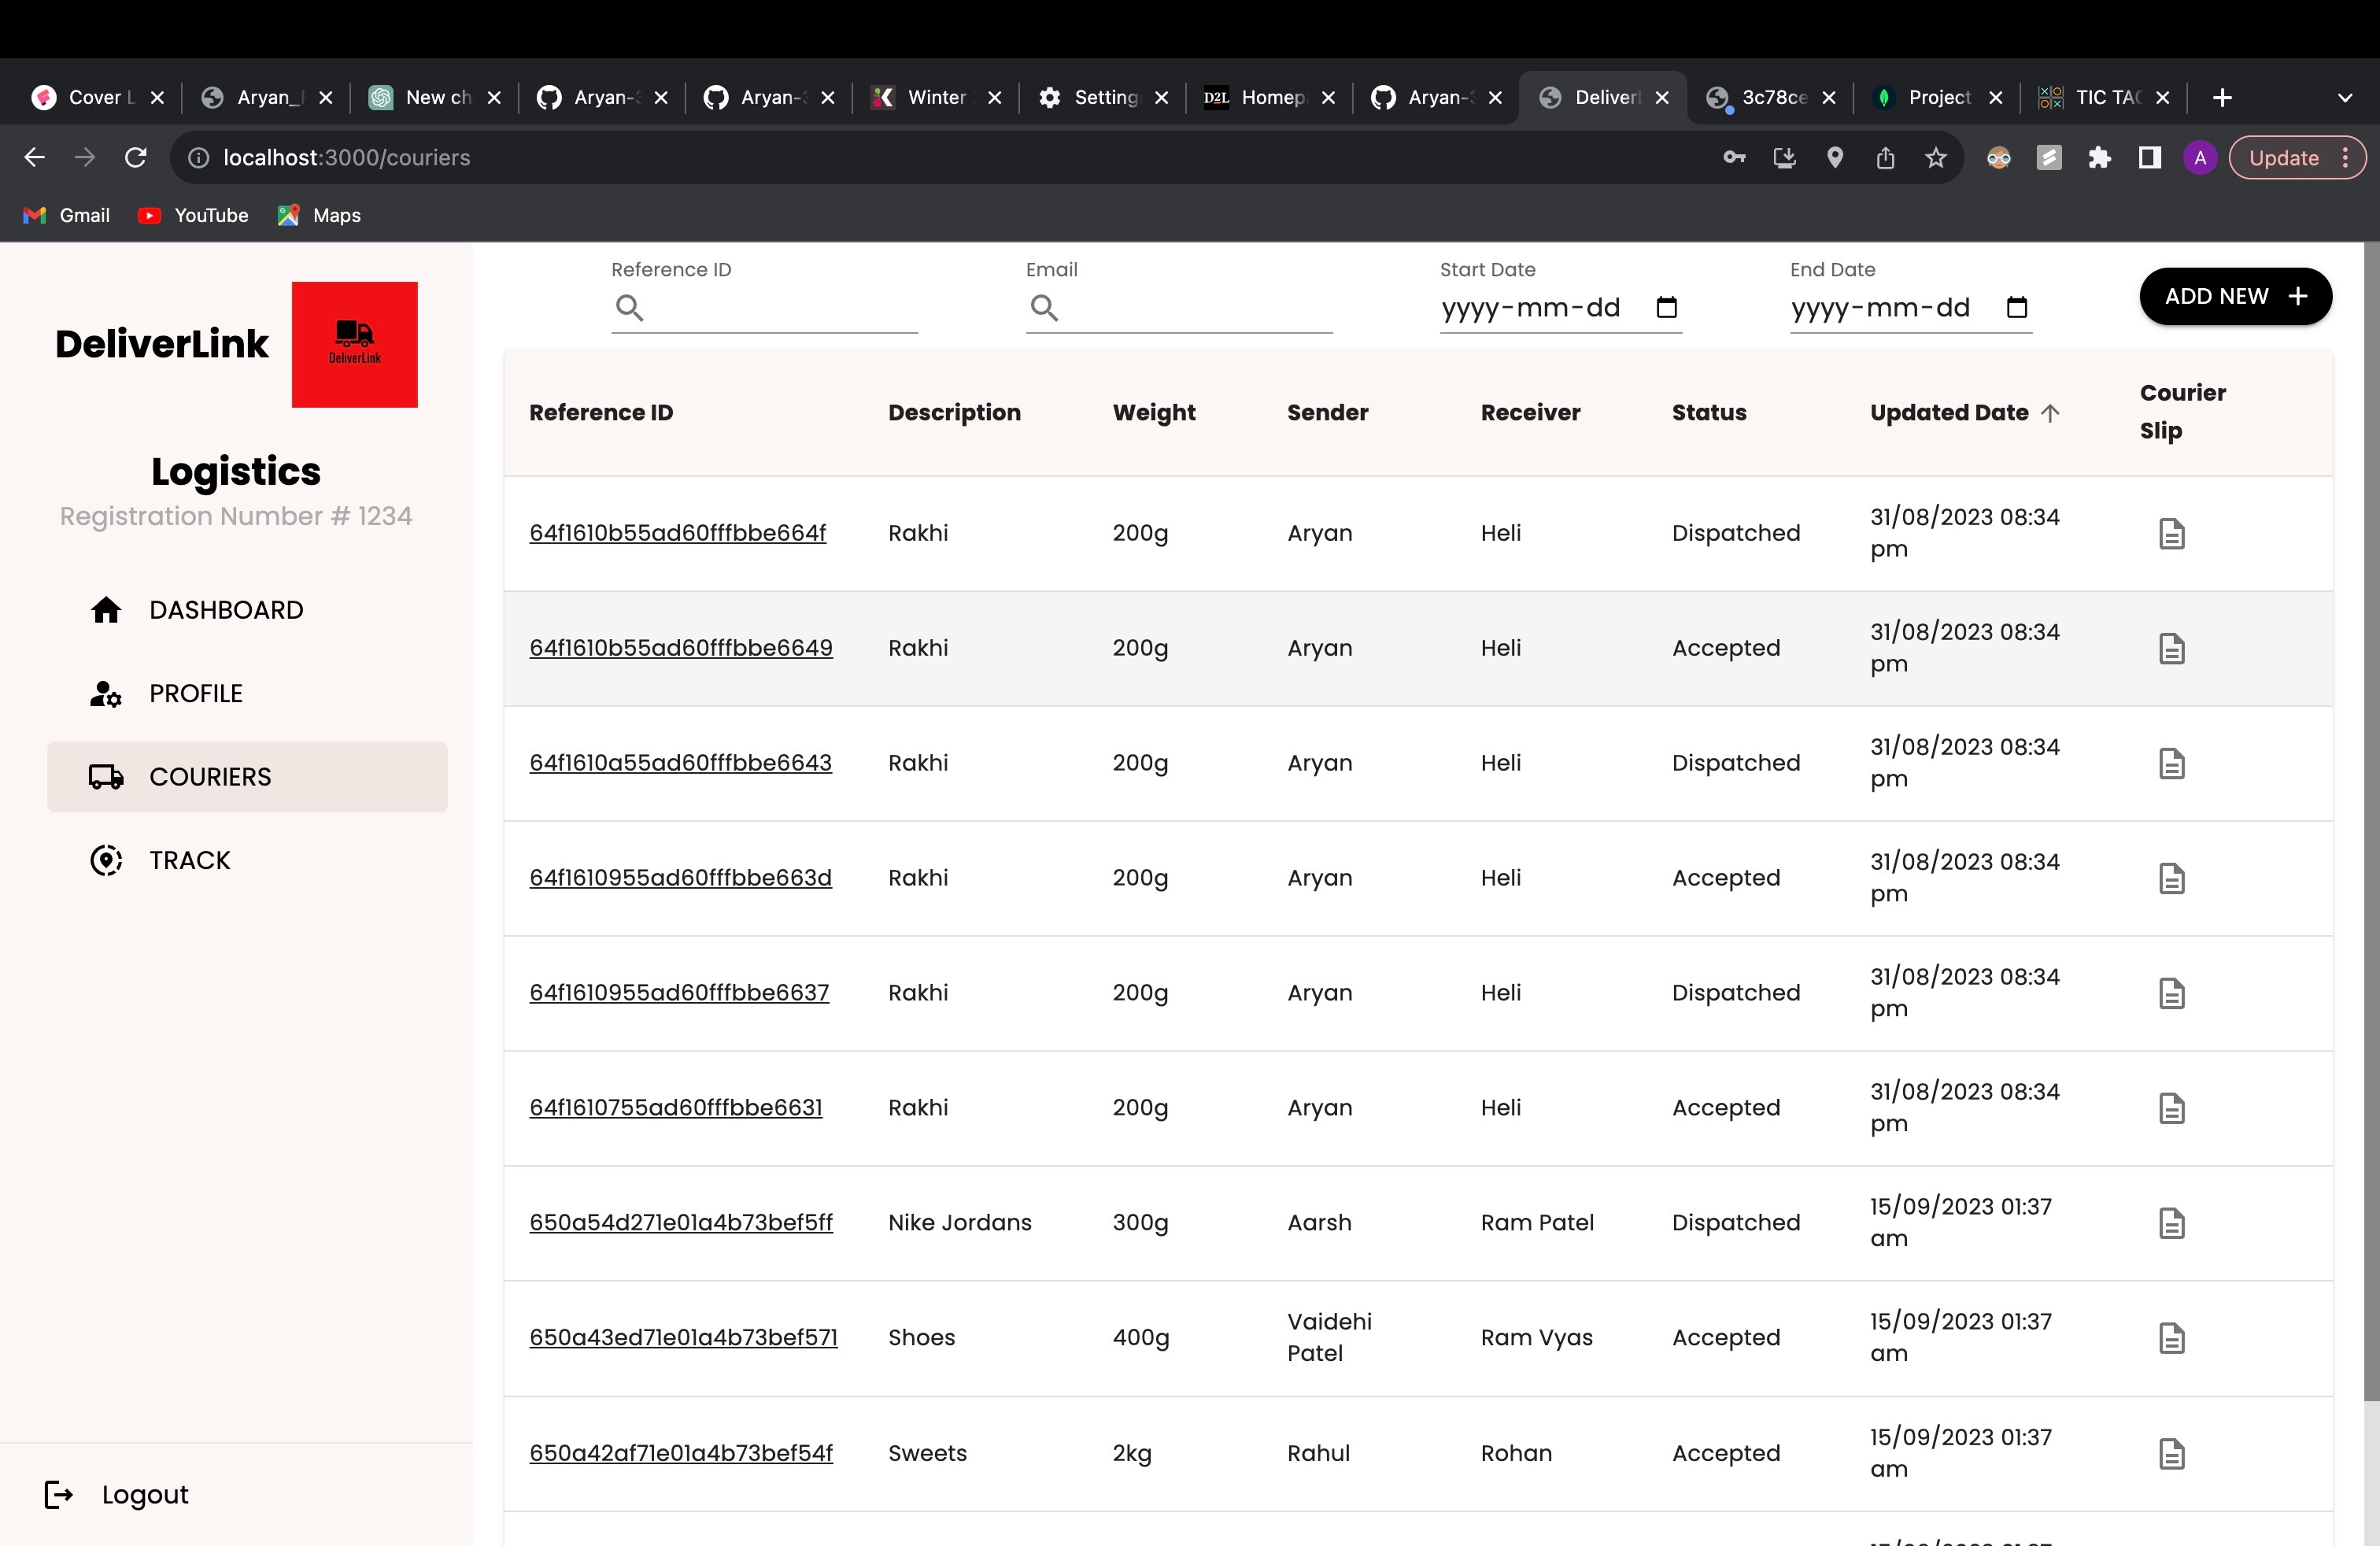 Cover L
Aryan_
New ch
Aryan-
Aryan-
Winter
Setting
D2L Homep
Aryan-
Deliverl
3c78ce
Project
TIC TAC
localhost:3000/couriers
A
Update
Gmail
YouTube
Maps
DeliverLink
DeliverLink
Logistics
Registration Number # 1234
DASHBOARD
PROFILE
COURIERS
TRACK
Logout
Reference ID
Email
Start Date
yyyy-mm-dd
End Date
yyyy-mm-dd
ADD NEW +
Reference ID Description Weight Sender Receiver Status Updated Date Courier Slip
64f1610b55ad60fffbbe664f Rakhi 200g Aryan Heli Dispatched 31/08/2023 08:34 pm
64f1610b55ad60fffbbe6649 Rakhi 200g Aryan Heli Accepted 31/08/2023 08:34 pm
64f1610a55ad60fffbbe6643 Rakhi 200g Aryan Heli Dispatched 31/08/2023 08:34 pm
64f1610955ad60fffbbe663d Rakhi 200g Aryan Heli Accepted 31/08/2023 08:34 pm
64f1610955ad60fffbbe6637 Rakhi 200g Aryan Heli Dispatched 31/08/2023 08:34 pm
64f1610755ad60fffbbe6631 Rakhi 200g Aryan Heli Accepted 31/08/2023 08:34 pm
650a54d271e01a4b73bef5ff Nike Jordans 300g Aarsh Ram Patel Dispatched 15/09/2023 01:37 am
650a43ed71e01a4b73bef571 Shoes 400g Vaidehi Patel Ram Vyas Accepted 15/09/2023 01:37 am
650a42af71e01a4b73bef54f Sweets 2kg Rahul Rohan Accepted 15/09/2023 01:37 am